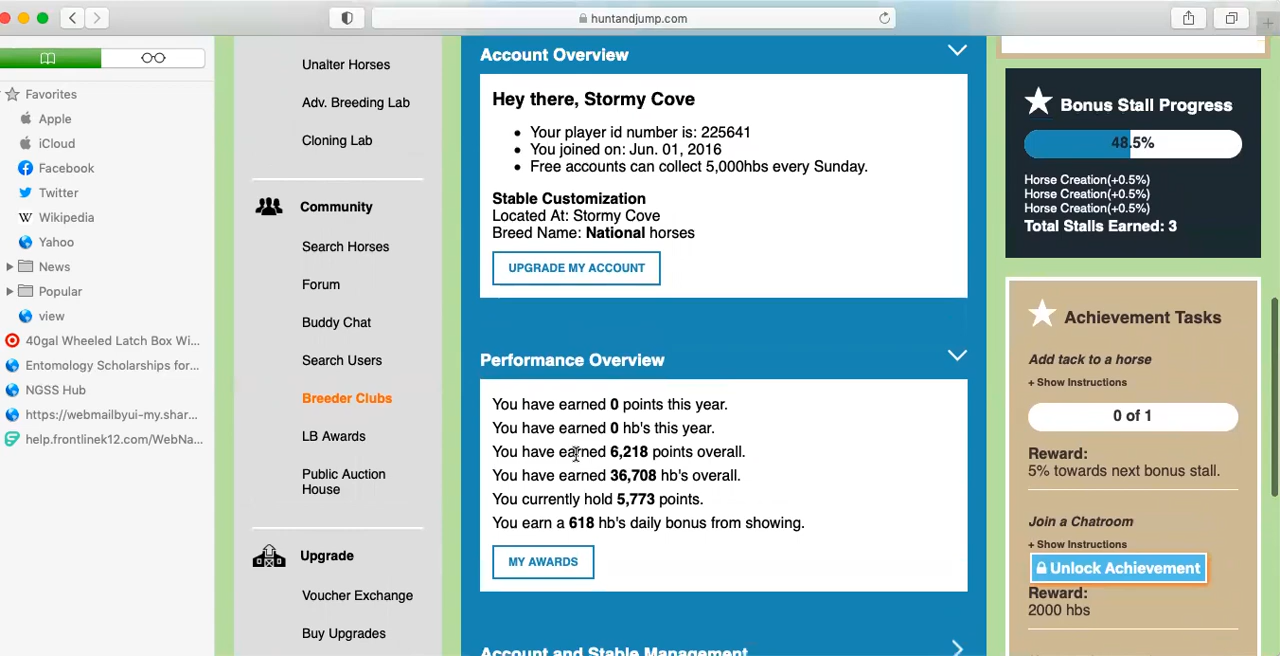 huntandjump.com
Favorites
Apple
iCloud
Facebook
Twitter
Wikipedia
Yahoo
News
Popular
view
40gal Wheeled Latch Box Wi...
Entomology Scholarships for...
NGSS Hub
https://webmailbyui-my.shar...
help.frontlinek12.com/WebNa...
Unalter Horses
Adv. Breeding Lab
Cloning Lab
Community
Search Horses
Forum
Buddy Chat
Search Users
Breeder Clubs
LB Awards
Public Auction
House
Upgrade
Voucher Exchange
Buy Upgrades
Account Overview
Hey there, Stormy Cove
• Your player id number is: 225641
• You joined on: Jun. 01, 2016
• Free accounts can collect 5,000hbs every Sunday.
Stable Customization
Located At: Stormy Cove
Breed Name: National horses
UPGRADE MY ACCOUNT
Performance Overview
You have earned 0 points this year.
You have earned 0 hb's this year.
You have earned 6,218 points overall.
You have earned 36,708 hb's overall.
You currently hold 5,773 points.
You earn a 618 hb's daily bonus from showing.
MY AWARDS
Account and Stable Management
Bonus Stall Progress
48.5%
Horse Creation(+0.5%)
Horse Creation(+0.5%)
Horse Creation(+0.5%)
Total Stalls Earned: 3
Achievement Tasks
Add tack to a horse
+ Show Instructions
0 of 1
Reward:
5% towards next bonus stall.
Join a Chatroom
+ Show Instructions
Unlock Achievement
Reward:
2000 hbs